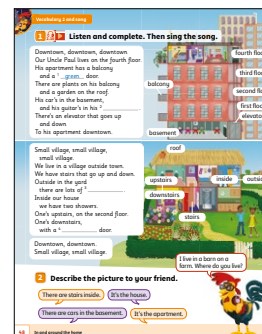 Vocabulary 2 and song
1 Listen and complete. Then sing the song.
Downtown, downtown, downtown
Our Uncle Paul lives on the fourth floor.
His apartment has a balcony
and a 1 green door.
There are plants on his balcony
and a garden on the roof.
His car's in the basement,
and his guitar's in his 2
There's an elevator that goes up
and down
To his apartment downtown.
balcony
basement
fourth floo
third floo
second fl
first floo
elevato
Small village, small village,
small village.
We live in a village outside town.
We have stairs that go up and down.
Outside in the yard
there are lots of
Inside our house
we have two showers.
One's upstairs, on the second floor.
One's downstairs,
with a door.
Downtown, downtown.
Small village, small village.
roof
upstairs
inside
outsi
downstairs
stairs
2 Describe the picture to your friend.
There are stairs inside.
It's the house.
There are cars in the basement.
It's the apartment.
I live in a barn on a
farm. Where do you live?
48 In and around the home